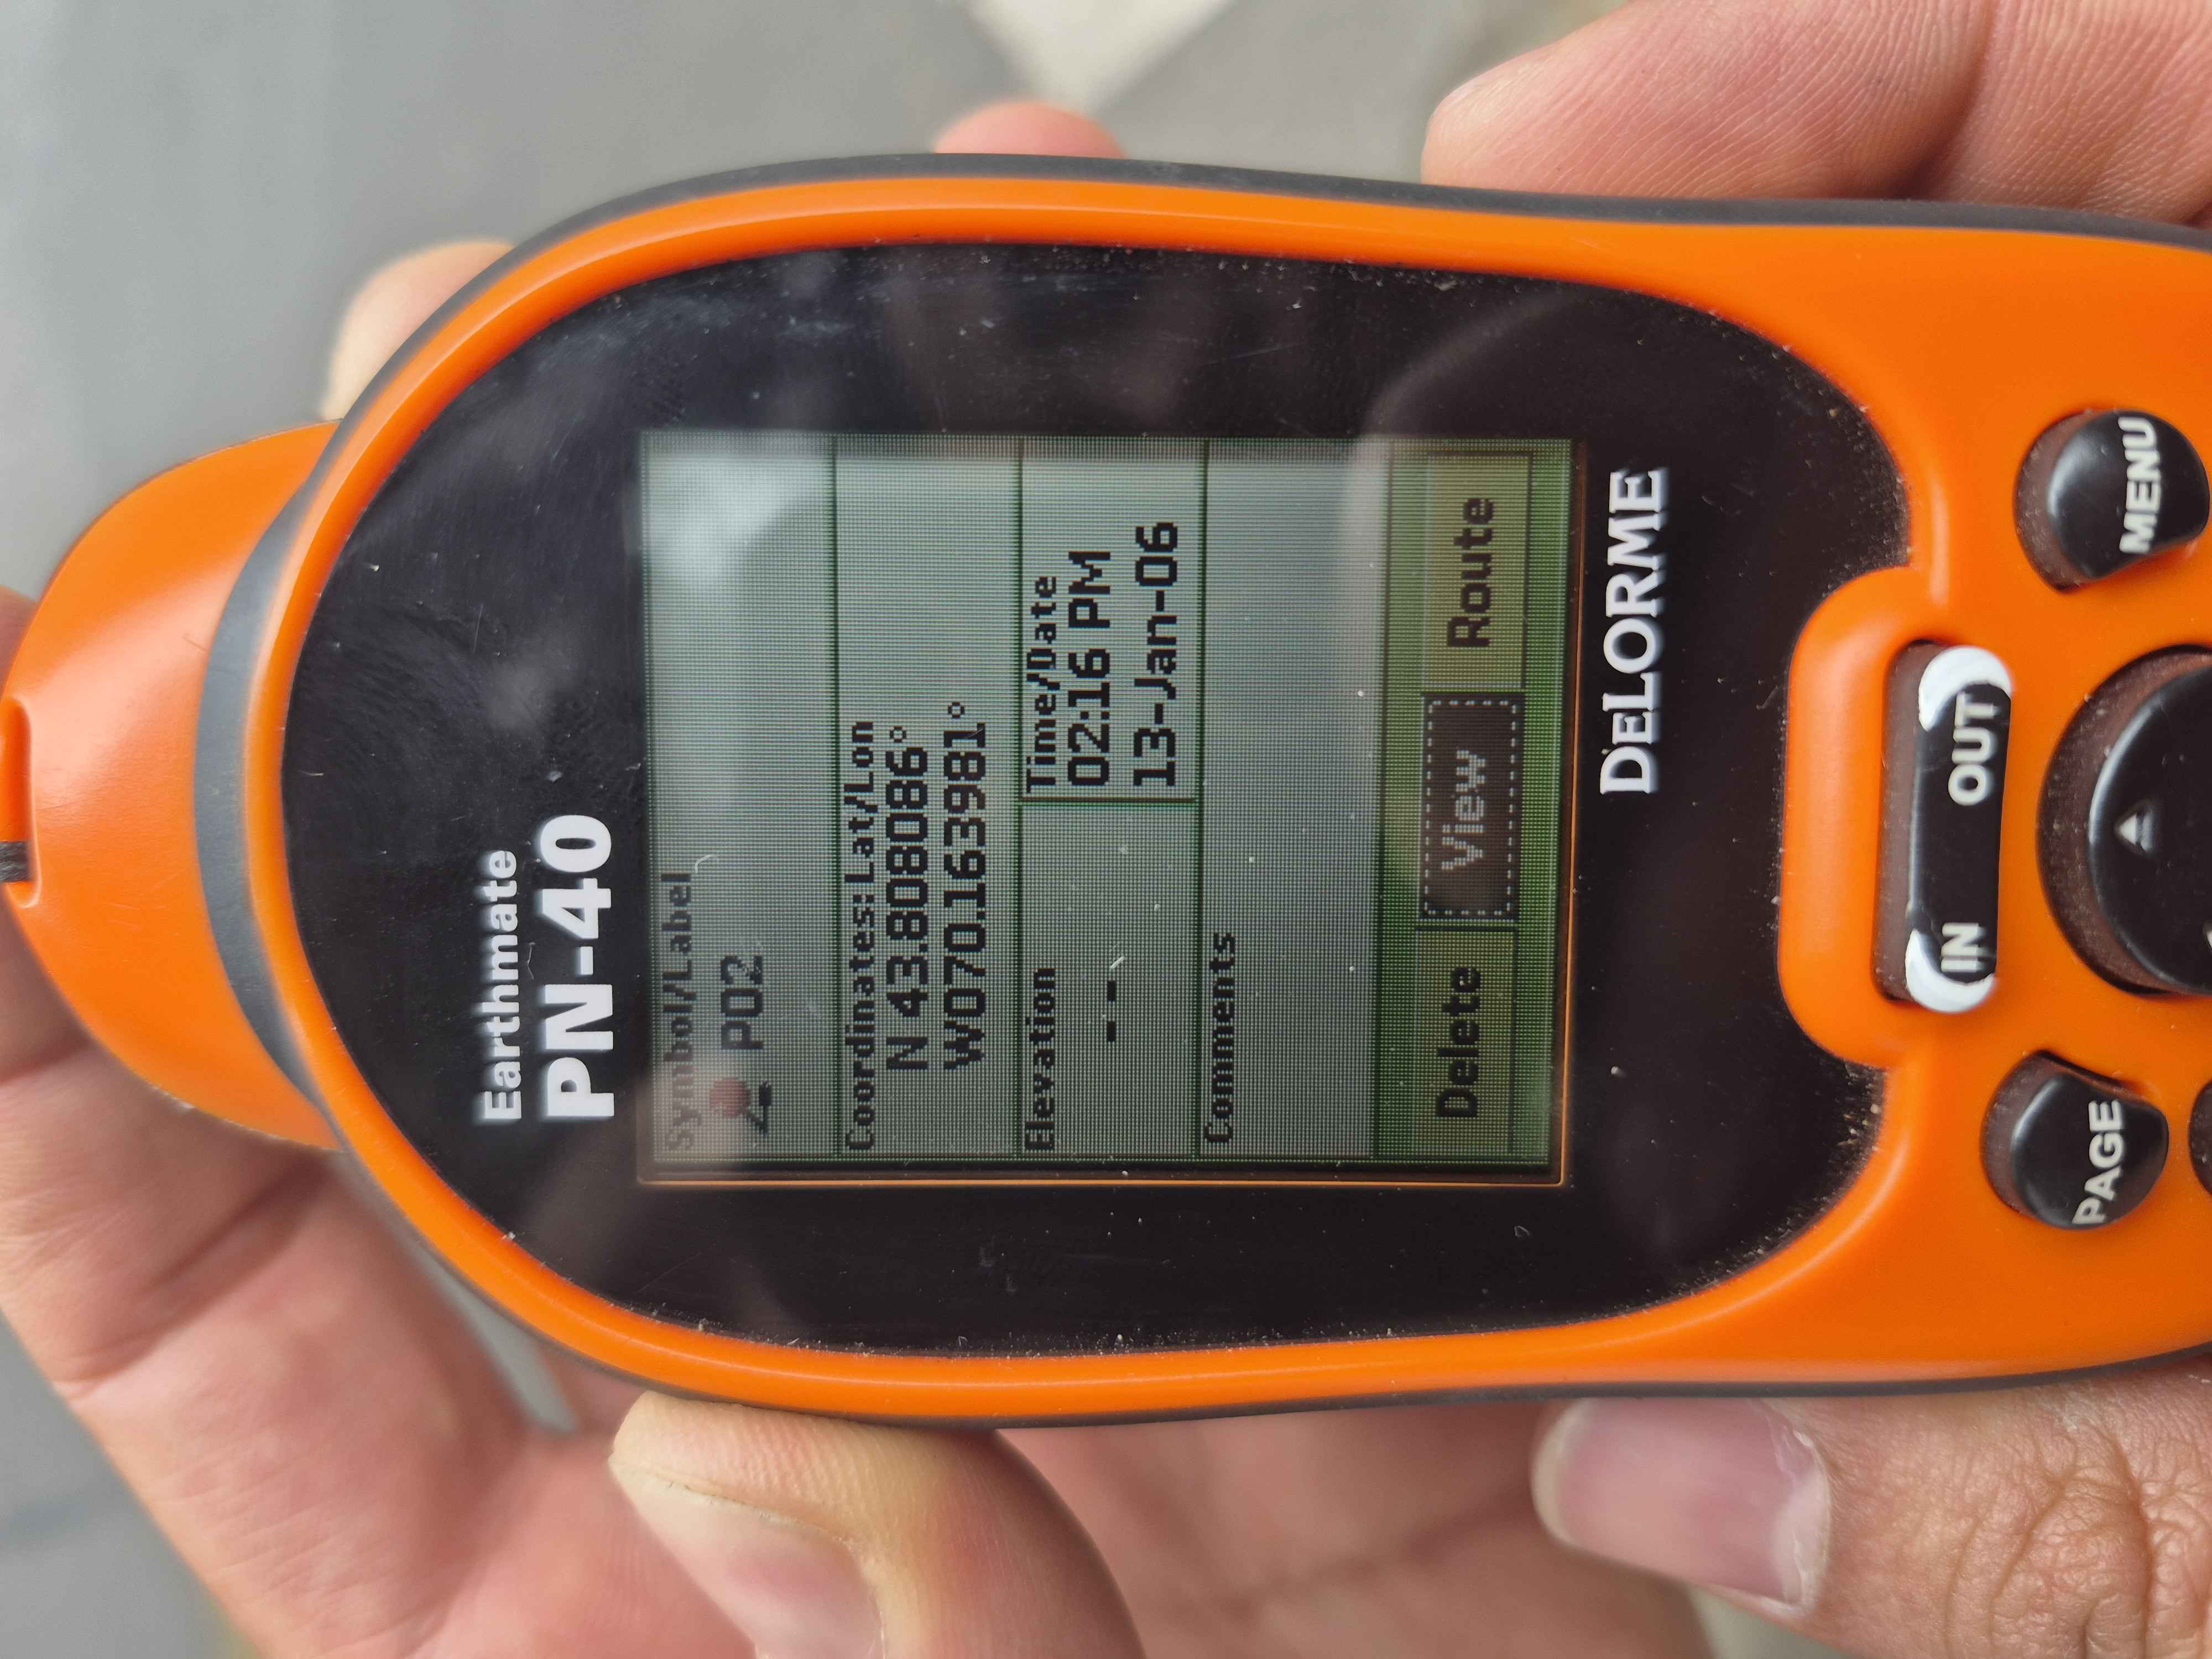 Earthmate
PN-40
Symbol/Label
P02
Coordinates: Lat/Lon
N 43.808086°
W070.163981°
Elevation
--
Time/Date
02:16 PM
13-Jan-06
Comments
Delete
View
Route
DELORME
PAGE
IN
OUT
MENU